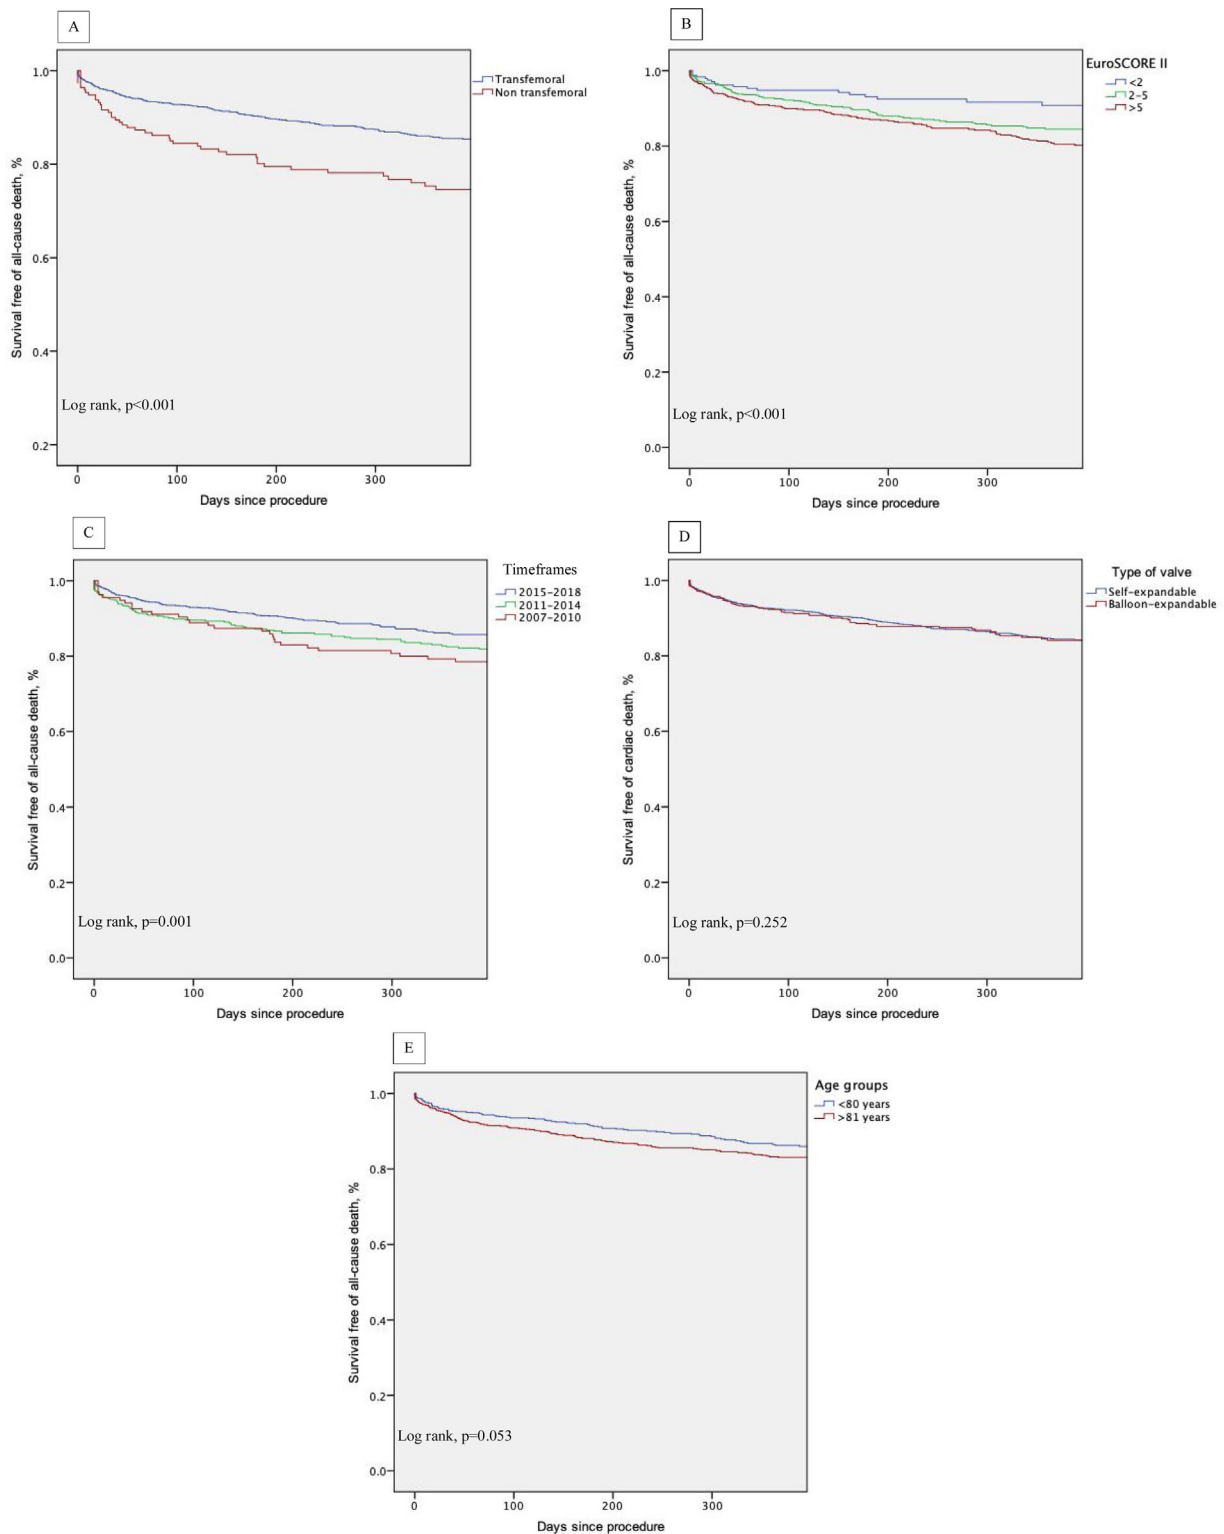 A
1.0
0.8
0.6
0.4
0.2
Survival free of all-cause death, %
Transfemoral
Non transfemoral
Log rank, p<0.001
0 100 200 300
Days since procedure
B
1.0
0.8
0.6
0.4
0.2
0.0
Survival free of all-cause death, %
EuroSCORE II
<2
2-5
>5
Log rank, p<0.001
0 100 200 300
Days since procedure
C
1.0
0.8
0.6
0.4
0.2
0.0
Survival free of all-cause death, %
Timeframes
2015-2018
2011-2014
2007-2010
Log rank, p=0.001
0 100 200 300
Days since procedure
D
1.0
0.8
0.6
0.4
0.2
0.0
Survival free of cardiac death, %
Type of valve
Self-expandable
Balloon-expandable
Log rank, p=0.252
0 100 200 300
Days since procedure
E
1.0
0.8
0.6
0.4
0.2
0.0
Survival free of all-cause death, %
Age groups
<80 years
>81 years
Log rank, p=0.053
0 100 200 300
Days since procedure